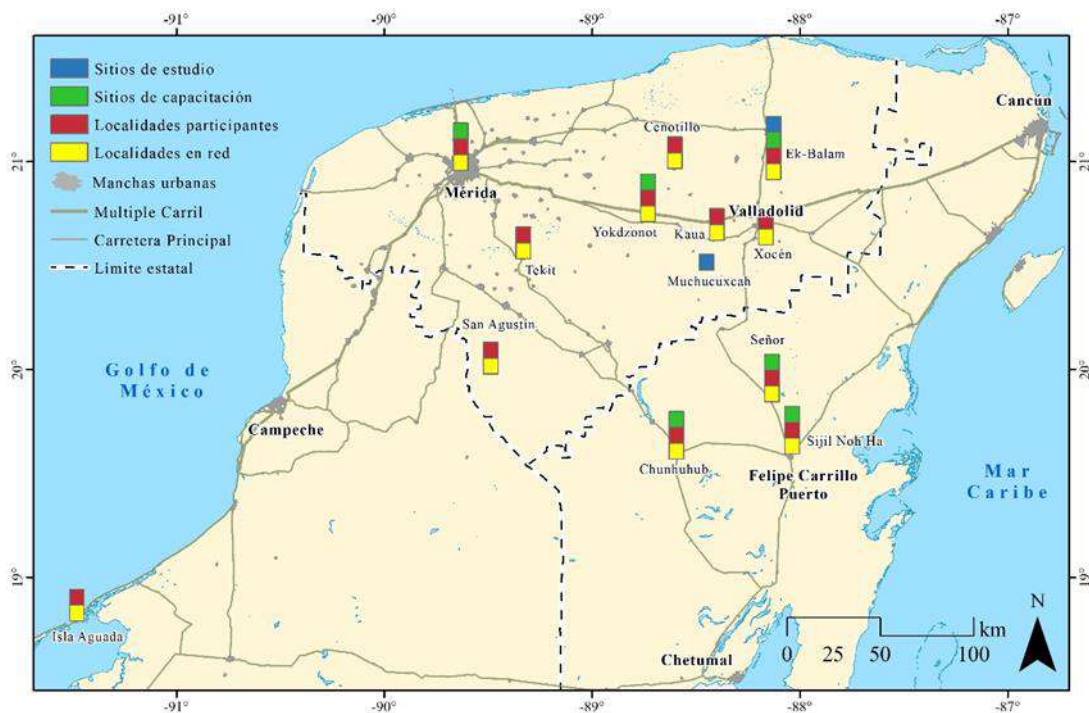 -91°
-90°
-89°
-88°
-87°
Sitios de estudio
Sitios de capacitación
Localidades participantes
Localidades en red
Manchas urbanas
Multiple Carril
Carretera Principal
Limite estatal
Cancún
Cenotillo
Ek-Balam
21°
21°
Mérida
Valladolid
Yokdzonot
Kaua
Xocén
Tekit
Muchucuxcah
San Agustín
Señor
20°
20°
Golfo de
México
Campeche
Sijil Noh Ha
Chunhuhub
Felipe Carrillo
Puerto
Mar
Caribe
19°
19°
Isla Aguada
N
km
0 25 50 100
Chetumal
-91°
-90°
-89°
-88°
-87°